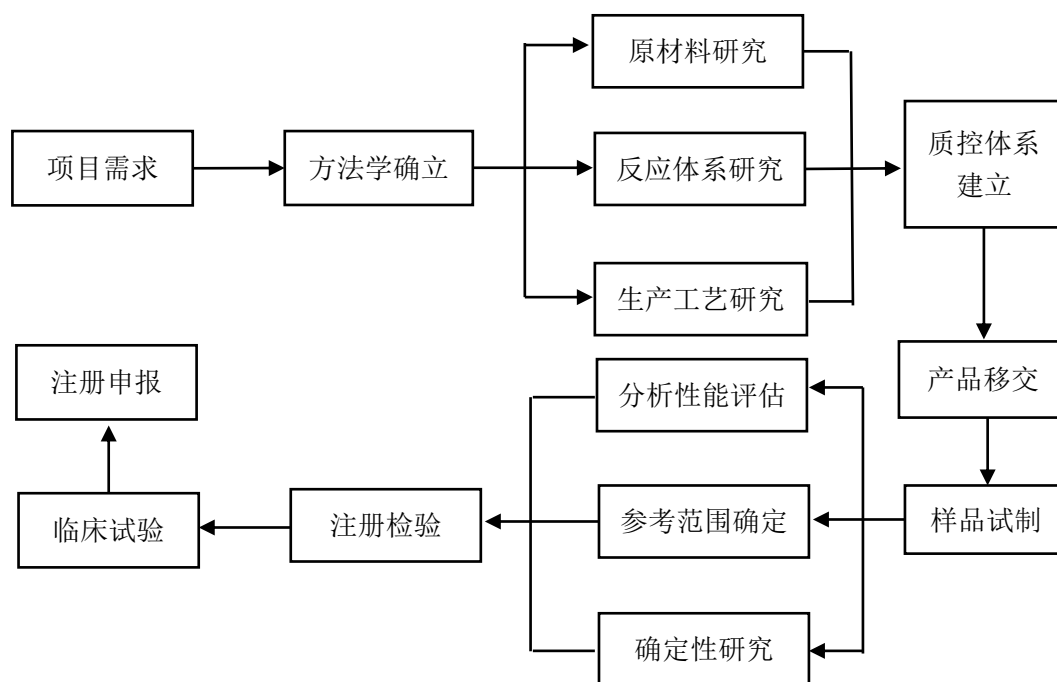 项目需求
方法学确立
原材料研究
反应体系研究
生产工艺研究
质控体系
建立
产品移交
样品试制
分析性能评估
参考范围确定
确定性研究
注册检验
临床试验
注册申报